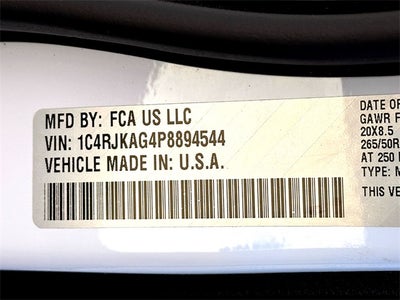 MFD BY: FCA US LLC
VIN: 1C4RJKAG4P8894544
VEHICLE MADE IN: U.S.A.
DATE OF
GAWR F
20X8.5
265/50R
AT 250
TYPE: M
THIS VE